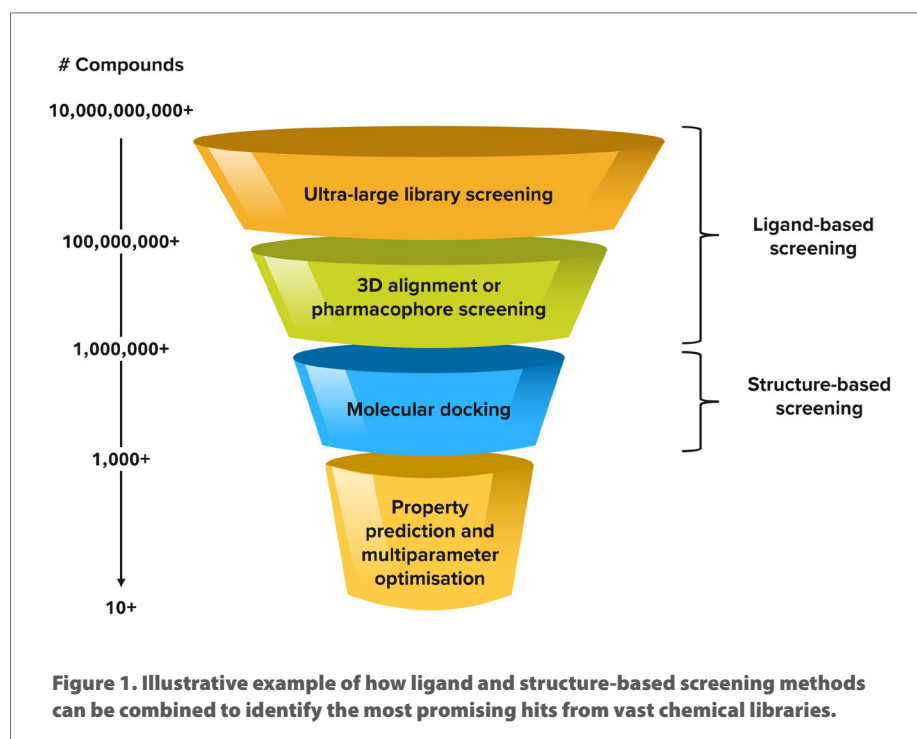 # Compounds
10,000,000,000+
Ultra-large library screening
100,000,000+
Ligand-based
screening
3D alignment or
pharmacophore screening
1,000,000+
Molecular docking
Structure-based
screening
1,000+
Property
prediction and
multiparameter
optimisation
10+
Figure 1. Illustrative example of how ligand and structure-based screening methods
can be combined to identify the most promising hits from vast chemical libraries.